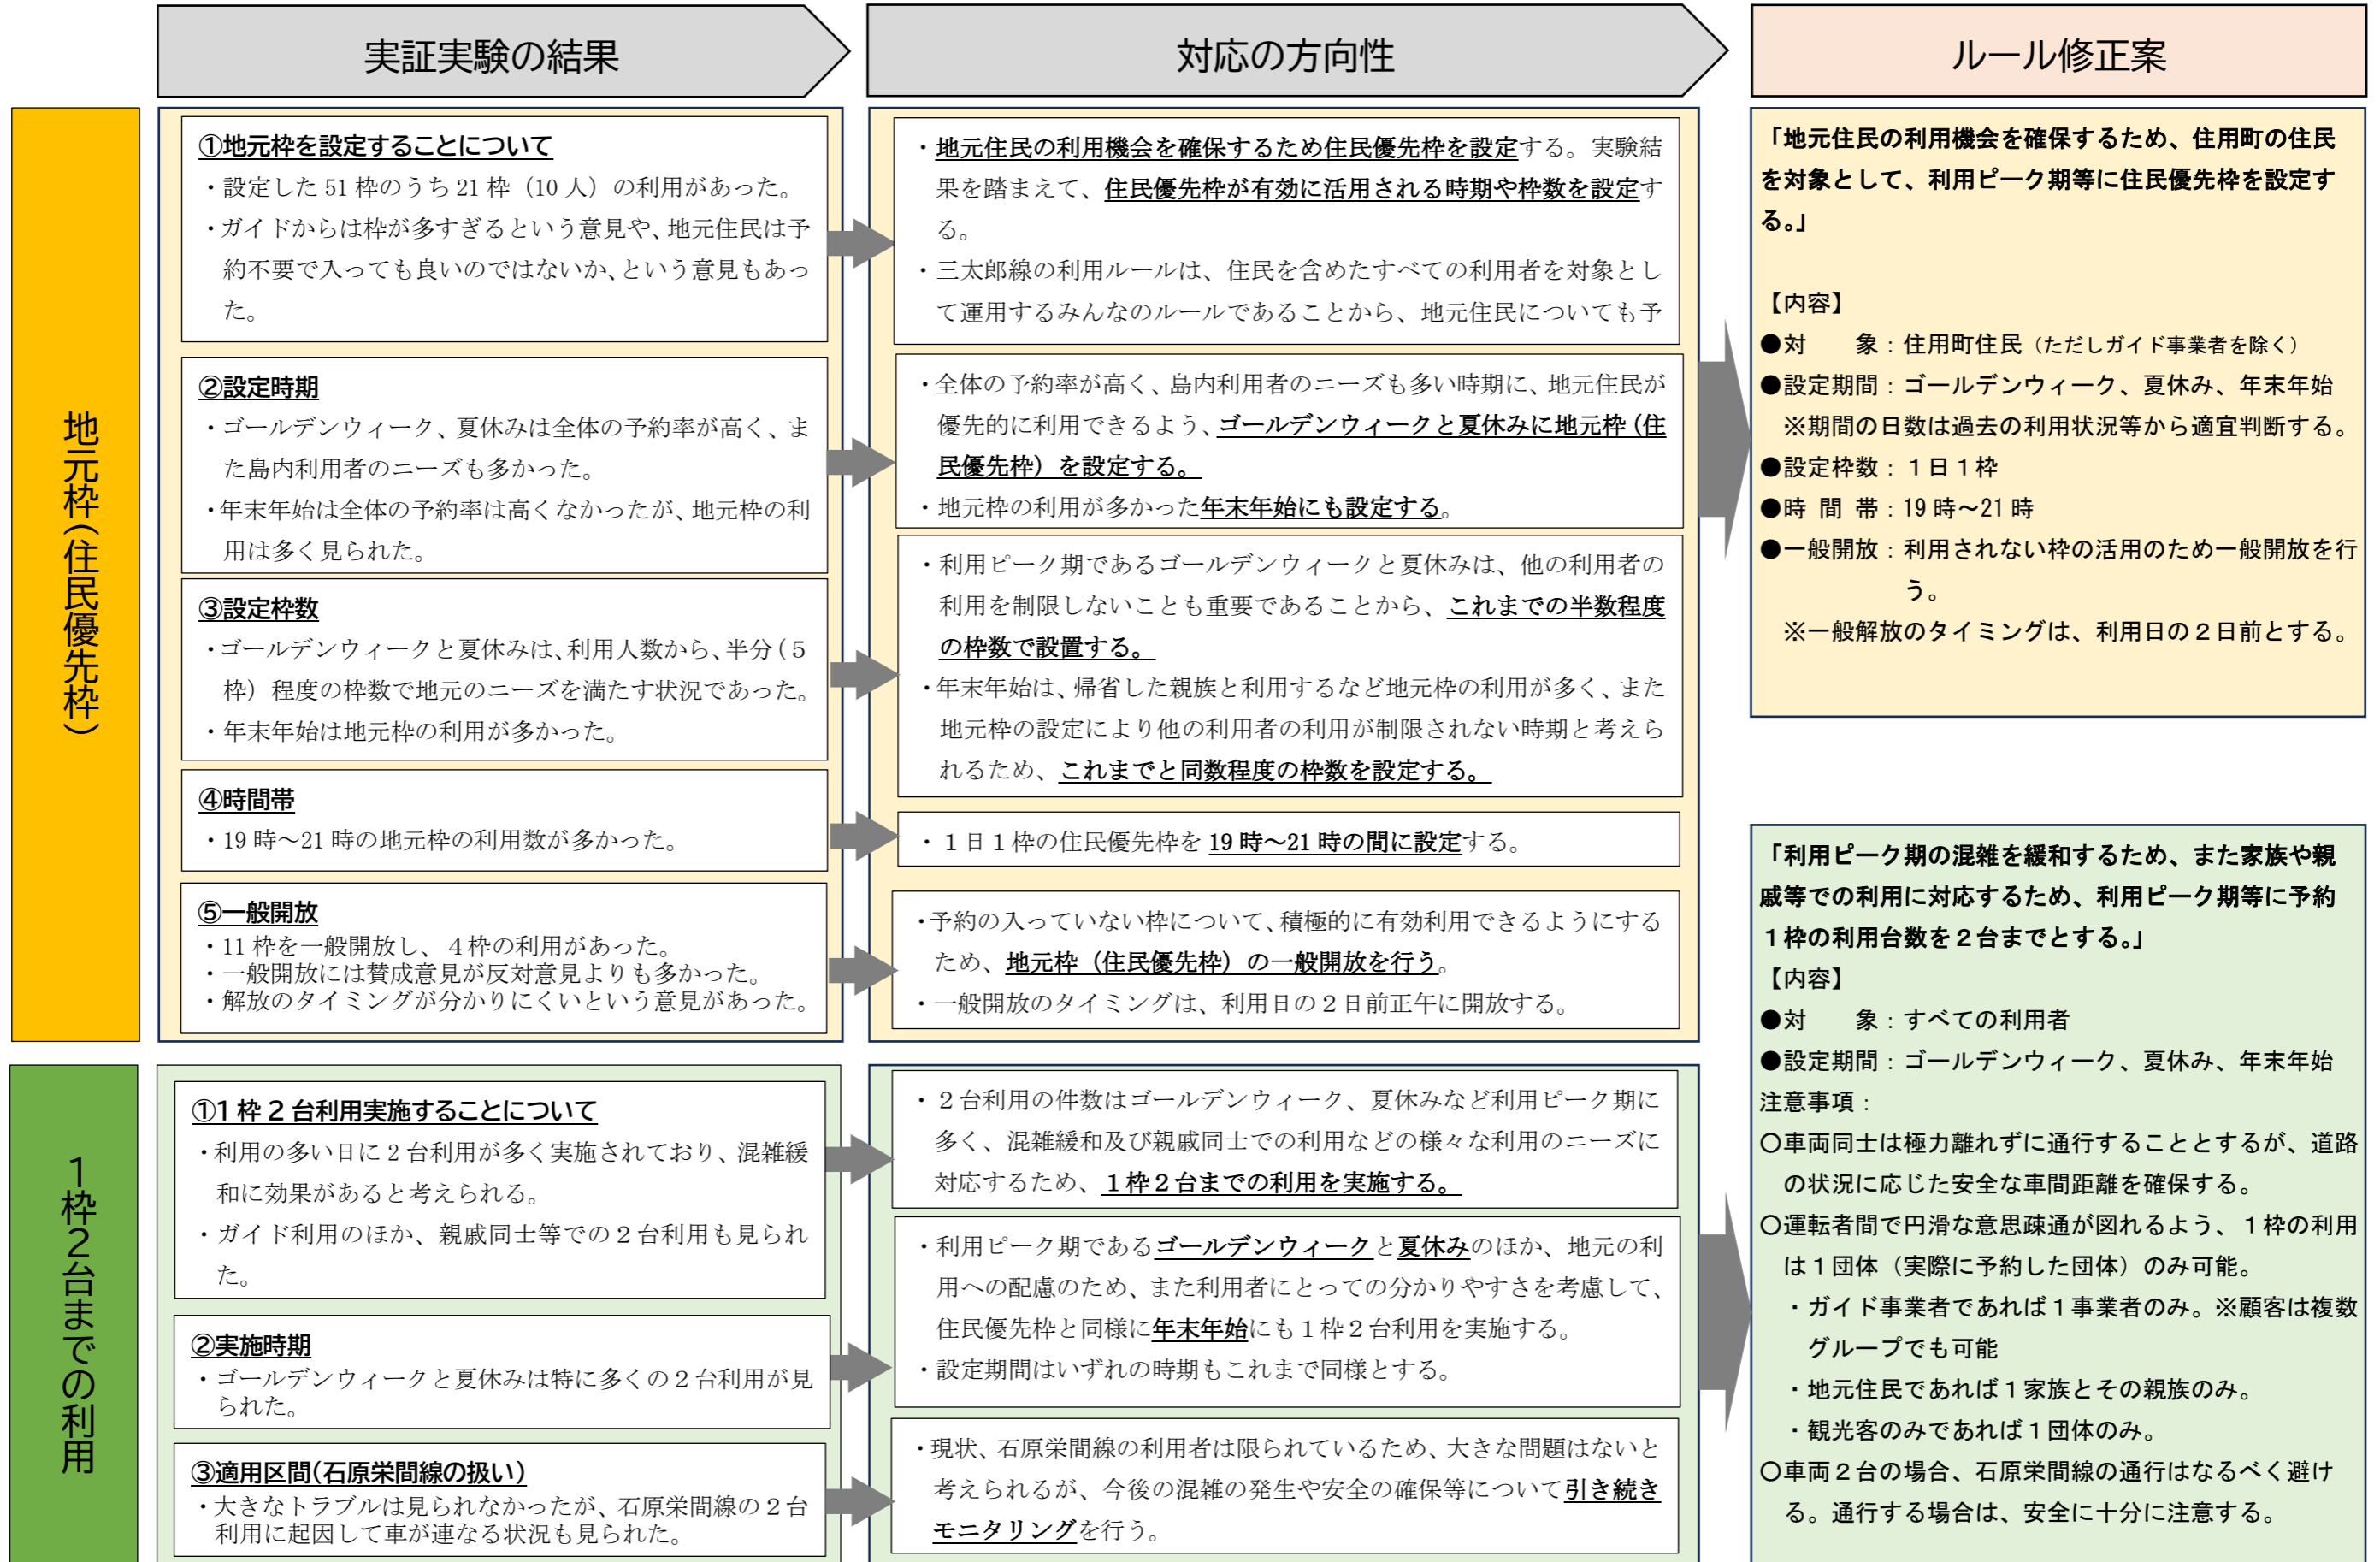 実証実験の結果
対応の方向性
ルール修正案
地元枠（住民優先枠）
①地元枠を設定することについて
・設定した 51 枠のうち 21 枠（10 人）の利用があった。
・ガイドからは枠が多すぎるという意見や、地元住民は予
約不要で入っても良いのではないか、という意見もあっ
た。
②設定時期
・ゴールデンウィーク、夏休みは全体の予約率が高く、ま
た島内利用者のニーズも多かった。
・年末年始は全体の予約率は高くなかったが、地元枠の利
用は多く見られた。
③設定枠数
・ゴールデンウィークと夏休みは、利用人数から、半分（５
枠）程度の枠数で地元のニーズを満たす状況であった。
・年末年始は地元枠の利用が多かった。
④時間帯
・19 時～21 時の地元枠の利用数が多かった。
⑤一般開放
・11 枠を一般開放し、４枠の利用があった。
・一般開放には賛成意見が反対意見よりも多かった。
・解放のタイミングが分かりにくいという意見があった。
・地元住民の利用機会を確保するため住民優先枠を設定する。実験結
果を踏まえて、住民優先枠が有効に活用される時期や枠数を設定す
る。
・三太郎線の利用ルールは、住民を含めたすべての利用者を対象とし
て運用するみんなのルールであることから、地元住民についても予
・全体の予約率が高く、島内利用者のニーズも多い時期に、地元住民が
優先的に利用できるよう、ゴールデンウィークと夏休みに地元枠（住
民優先枠）を設定する。
・地元枠の利用が多かった年末年始にも設定する。
・利用ピーク期であるゴールデンウィークと夏休みは、他の利用者の
利用を制限しないことも重要であることから、これまでの半数程度
の枠数で設置する。
・年末年始は、帰省した親族と利用するなど地元枠の利用が多く、また
地元枠の設定により他の利用者の利用が制限されない時期と考えら
れるため、これまでと同数程度の枠数を設定する。
・１日１枠の住民優先枠を 19 時～21 時の間に設定する。
・予約の入っていない枠について、積極的に有効利用できるようにする
ため、地元枠（住民優先枠）の一般開放を行う。
・一般開放のタイミングは、利用日の２日前正午に開放する。
「地元住民の利用機会を確保するため、住用町の住民
を対象として、利用ピーク期等に住民優先枠を設定す
る。」
【内容】
●対　　象：住用町住民（ただしガイド事業者を除く）
●設定期間：ゴールデンウィーク、夏休み、年末年始
※期間の日数は過去の利用状況等から適宜判断する。
●設定枠数：１日１枠
●時 間 帯：19 時～21 時
●一般開放：利用されない枠の活用のため一般開放を行
う。
※一般解放のタイミングは、利用日の２日前とする。
１枠２台までの利用
①1 枠 2 台利用実施することについて
・利用の多い日に 2 台利用が多く実施されており、混雑緩
和に効果があると考えられる。
・ガイド利用のほか、親戚同士等での２台利用も見られ
た。
②実施時期
・ゴールデンウィークと夏休みは特に多くの２台利用が見
られた。
③適用区間(石原栄間線の扱い)
・大きなトラブルは見られなかったが、石原栄間線の２台
利用に起因して車が連なる状況も見られた。
・２台利用の件数はゴールデンウィーク、夏休みなど利用ピーク期に
多く、混雑緩和及び親戚同士での利用などの様々な利用のニーズに
対応するため、１枠２台までの利用を実施する。
・利用ピーク期であるゴールデンウィークと夏休みのほか、地元の利
用への配慮のため、また利用者にとっての分かりやすさを考慮して、
住民優先枠と同様に年末年始にも１枠２台利用を実施する。
・設定期間はいずれの時期もこれまで同様とする。
・現状、石原栄間線の利用者は限られているため、大きな問題はないと
考えられるが、今後の混雑の発生や安全の確保等について引き続き
モニタリングを行う。
「利用ピーク期の混雑を緩和するため、また家族や親
戚等での利用に対応するため、利用ピーク期等に予約
１枠の利用台数を２台までとする。」
【内容】
●対　　象：すべての利用者
●設定期間：ゴールデンウィーク、夏休み、年末年始
注意事項：
〇車両同士は極力離れずに通行することとするが、道路
の状況に応じた安全な車間距離を確保する。
〇運転者間で円滑な意思疎通が図れるよう、１枠の利用
は１団体（実際に予約した団体）のみ可能。
・ガイド事業者であれば１事業者のみ。※顧客は複数
グループでも可能
・地元住民であれば１家族とその親族のみ。
・観光客のみであれば１団体のみ。
〇車両２台の場合、石原栄間線の通行はなるべく避け
る。通行する場合は、安全に十分に注意する。